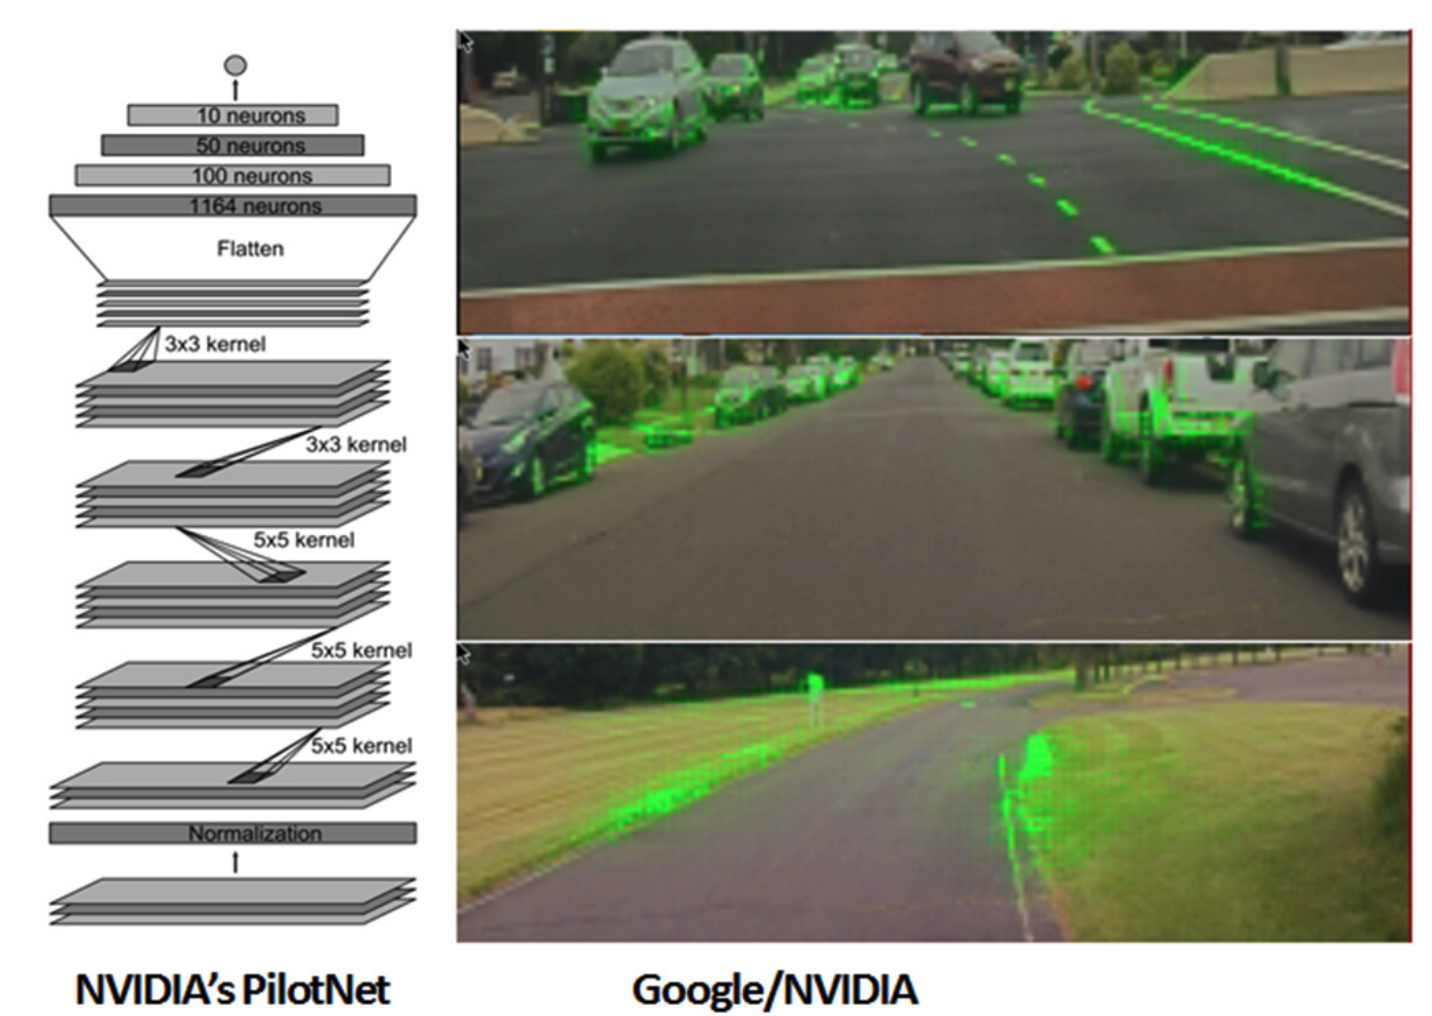 10 neurons
50 neurons
100 neurons
1164 neurons
Flatten
3x3 kernel
3x3 kernel
5x5 kernel
5x5 kernel
5x5 kernel
Normalization
NVIDIA's PilotNet
Google/NVIDIA